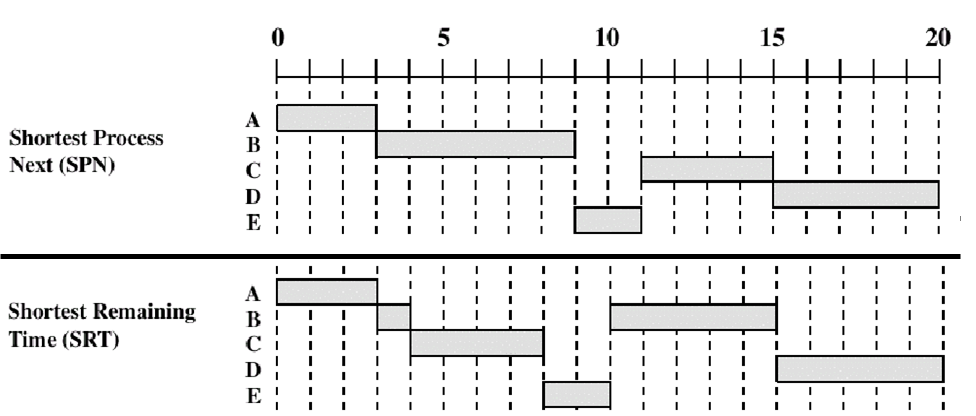 0 5 10 15 20
Shortest Process
Next (SPN)
A
B
C
D
E
Shortest Remaining
Time (SRT)
A
B
C
D
E